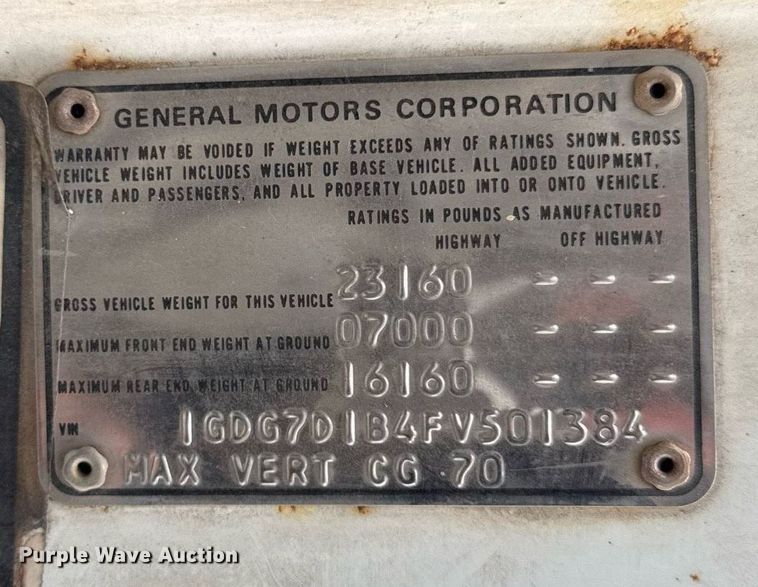 GENERAL MOTORS CORPORATION
WARRANTY MAY BE VOIDED IF WEIGHT EXCEEDS ANY OF RATINGS SHOWN. GROSS
VEHICLE WEIGHT INCLUDES WEIGHT OF BASE VEHICLE. ALL ADDED EQUIPMENT,
DRIVER AND PASSENGERS, AND ALL PROPERTY LOADED INTO OR ONTO VEHICLE.
RATINGS IN POUNDS AS MANUFACTURED
HIGHWAY OFF HIGHWAY
GROSS VEHICLE WEIGHT FOR THIS VEHICLE 23160 - - -
MAXIMUM FRONT END WEIGHT AT GROUND 07000 - - -
MAXIMUM REAR END WEIGHT AT GROUND 16160 - - -
VIN 1GDG7D1B4FV501384
MAX VERT CG 70
Purple Wave Auction